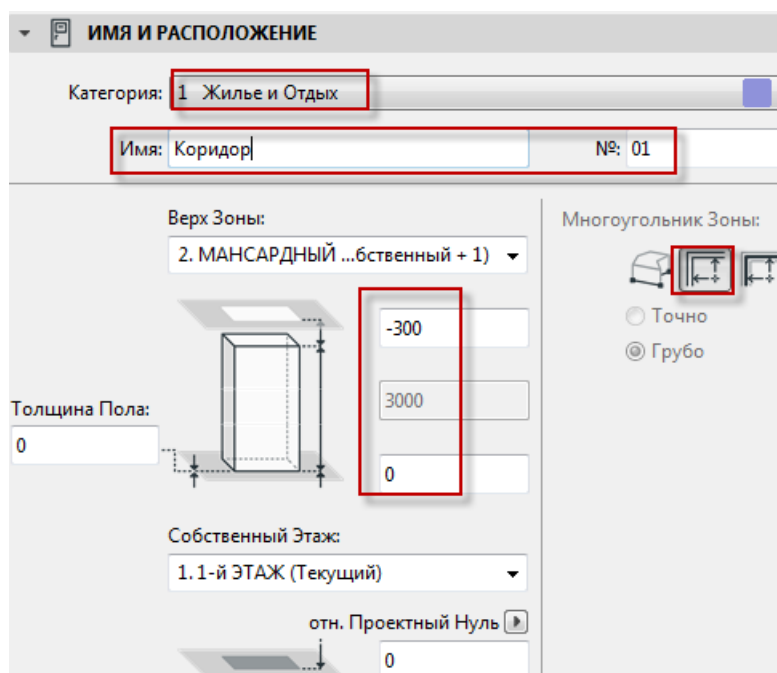 ИМЯ И РАСПОЛОЖЕНИЕ
Категория: 1 Жилье и Отдых
Имя: Коридор №: 01
Верх Зоны:
Многоугольник Зоны:
2. МАНСАРДНЫЙ ...бственный + 1)
-300
Точно
Грубо
3000
Толщина Пола:
0
0
Собственный Этаж:
1. 1-й ЭТАЖ (Текущий)
отн. Проектный Нуль
0